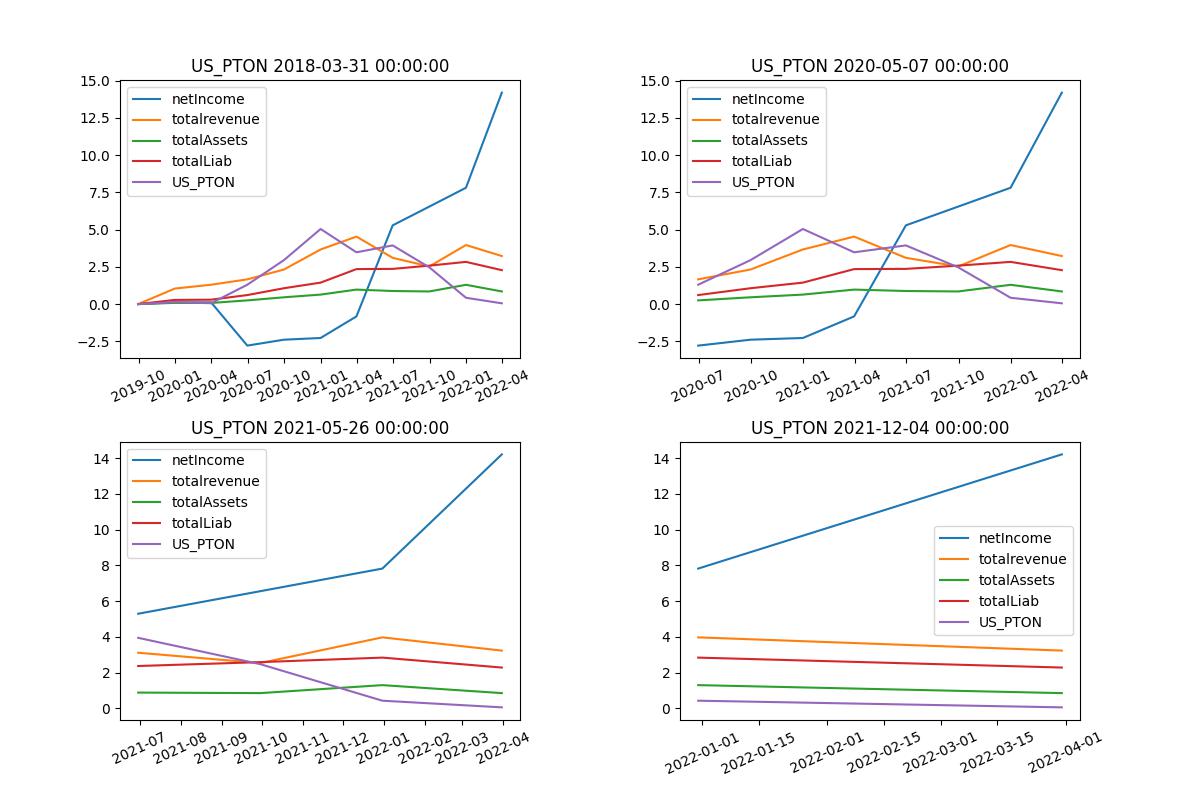 US_PTON 2018-03-31 00:00:00
15.0
12.5
10.0
7.5
5.0
2.5
0.0
−2.5
netIncome
totalrevenue
totalAssets
totalLiab
US_PTON
2019-10 2020-01 2020-04 2020-07 2020-10 2021-01 2021-04 2021-07 2021-10 2022-01 2022-04
US_PTON 2020-05-07 00:00:00
15.0
12.5
10.0
7.5
5.0
2.5
0.0
−2.5
netIncome
totalrevenue
totalAssets
totalLiab
US_PTON
2020-07 2020-10 2021-01 2021-04 2021-07 2021-10 2022-01 2022-04
US_PTON 2021-05-26 00:00:00
14
12
10
8
6
4
2
0
netIncome
totalrevenue
totalAssets
totalLiab
US_PTON
2021-07 2021-08 2021-09 2021-10 2021-11 2021-12 2022-01 2022-02 2022-03 2022-04
US_PTON 2021-12-04 00:00:00
14
12
10
8
6
4
2
0
netIncome
totalrevenue
totalAssets
totalLiab
US_PTON
2022-01-01 2022-01-15 2022-02-01 2022-02-15 2022-03-01 2022-03-15 2022-04-01